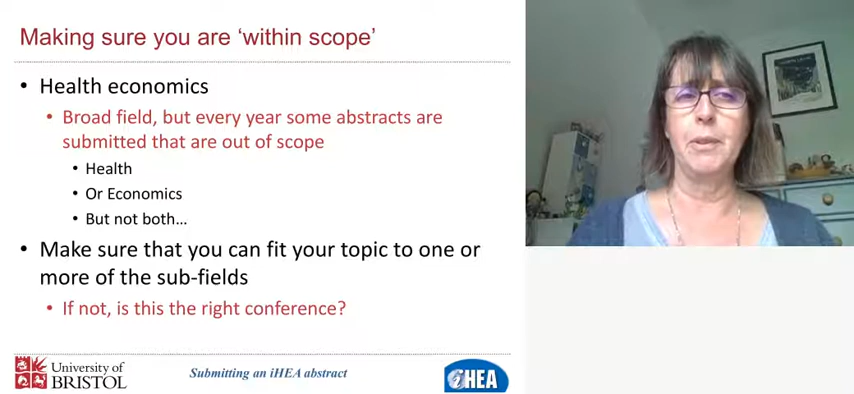 Making sure you are 'within scope'
• Health economics
• Broad field, but every year some abstracts are
submitted that are out of scope
• Health
• Or Economics
• But not both…
• Make sure that you can fit your topic to one or
more of the sub-fields
• If not, is this the right conference?
University of
BRISTOL
Submitting an iHEA abstract
iHEA